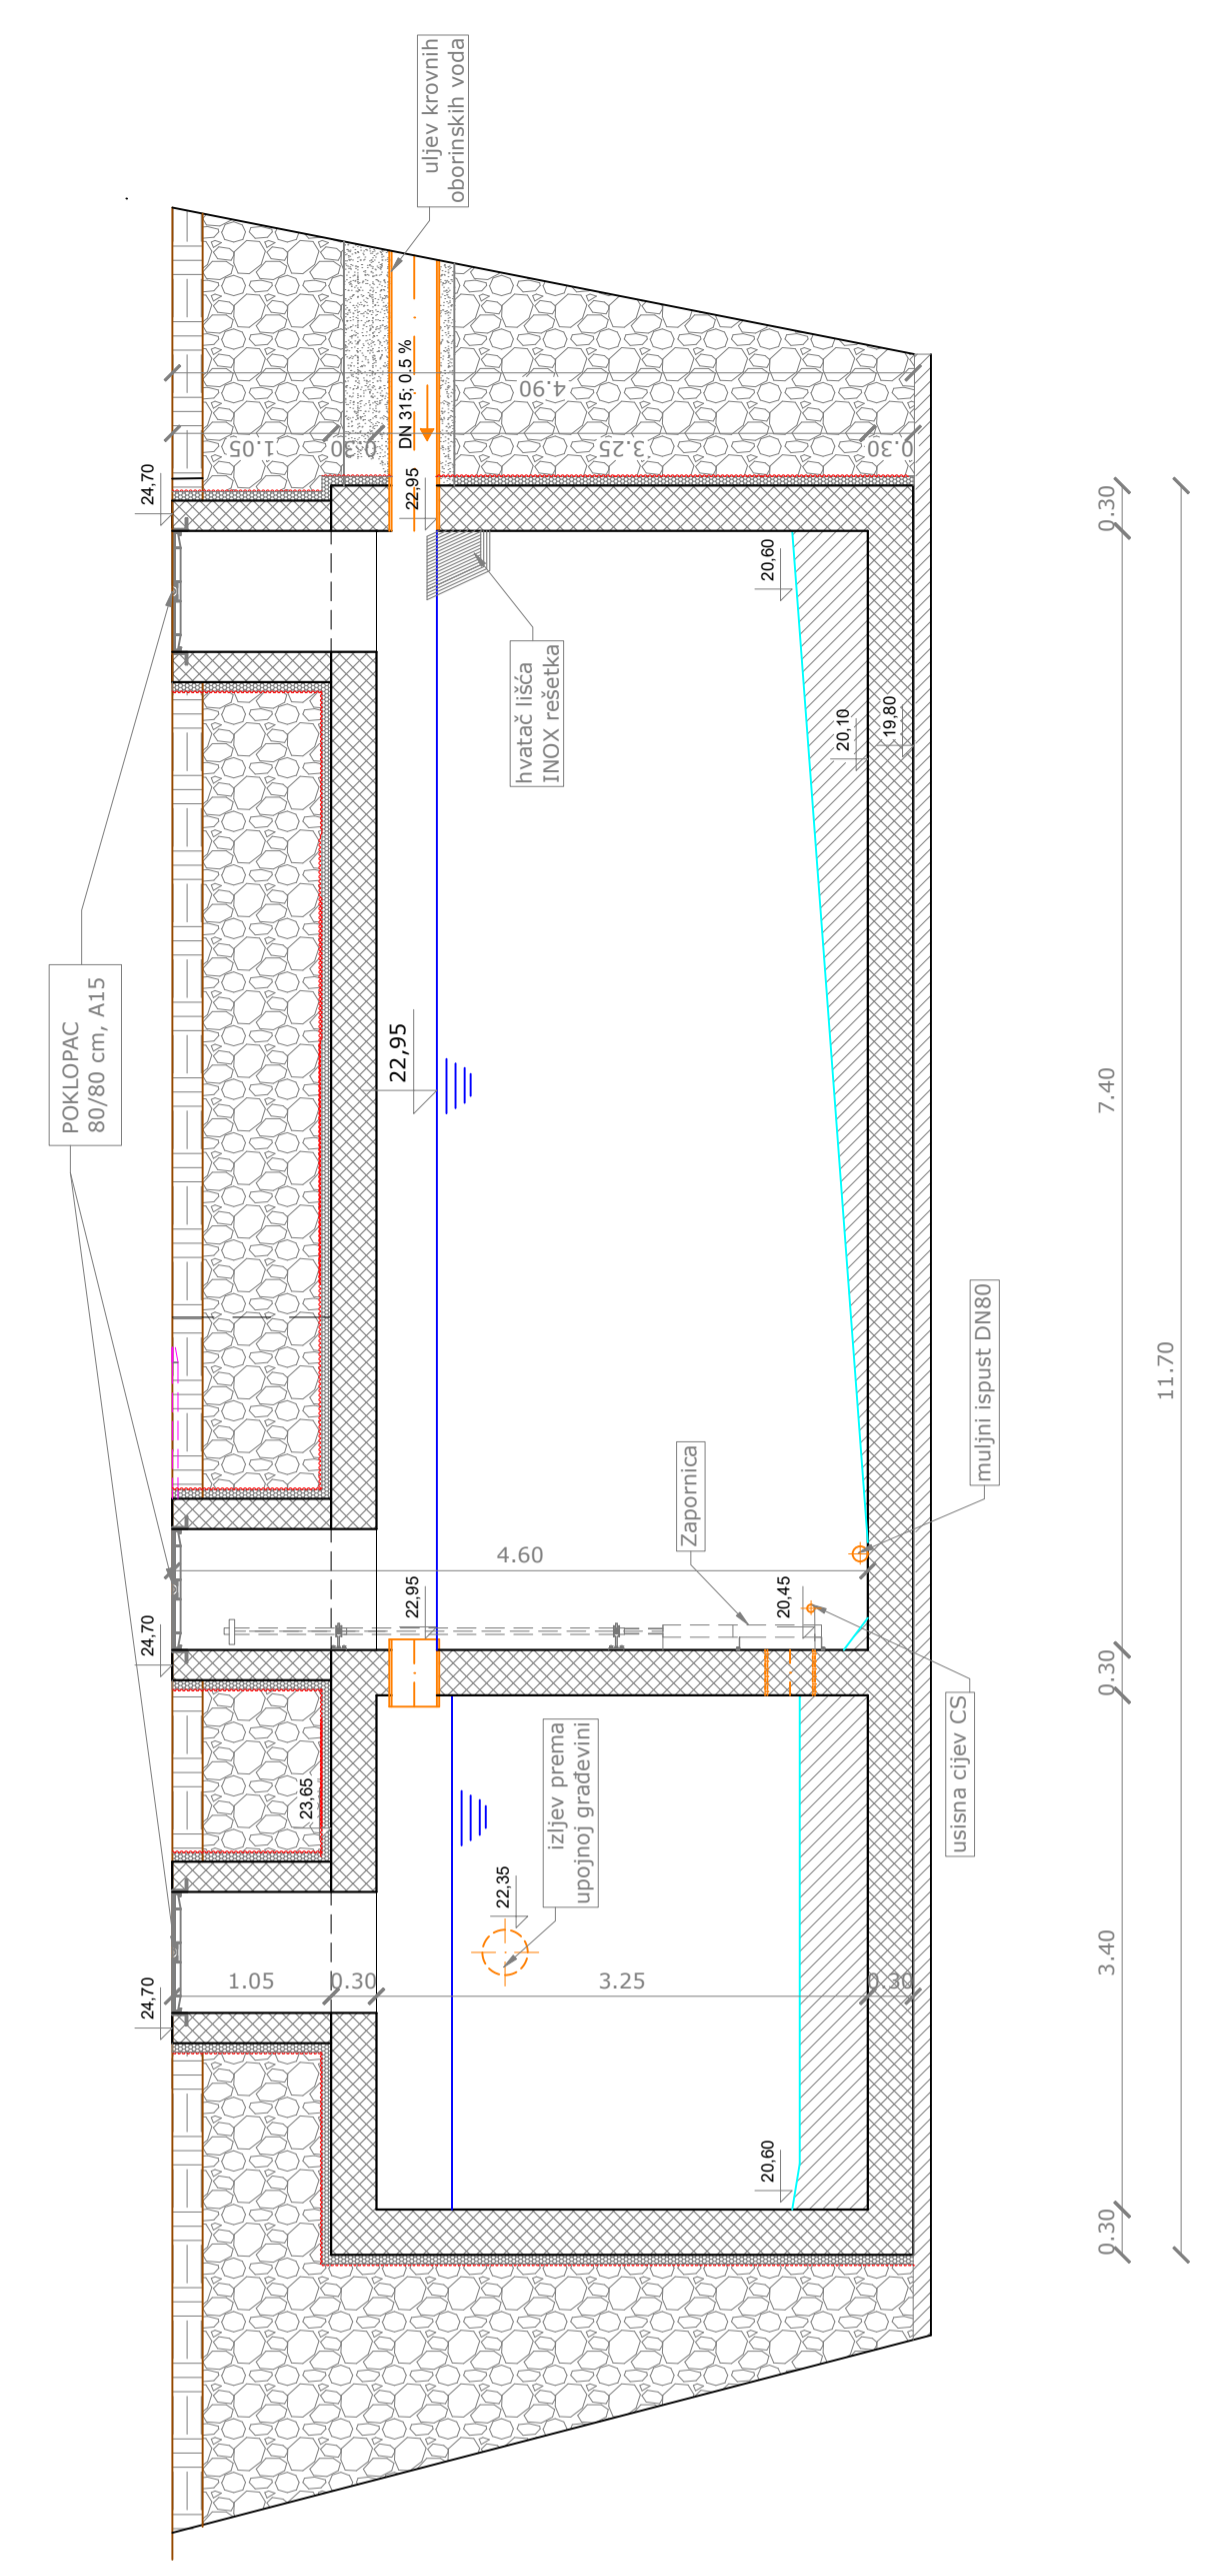 uljev krovnih
oborinskih voda
POKLOPAC
80/80 cm, A15
24,70
24,70
24,70
DN 315; 0.5 %
22,95
1.05
0.30
3.25
0.30
4.90
hvatač lišća
INOX rešetka
20,60
20,10
19,80
22,95
4.60
22,95
Zapornica
20,45
muljni ispust DN80
usisna cijev CS
23,65
izljev prema
upojnoj građevini
22,35
1.05
0.30
3.25
0.30
20,60
0.30
3.40
0.30
7.40
0.30
11.70